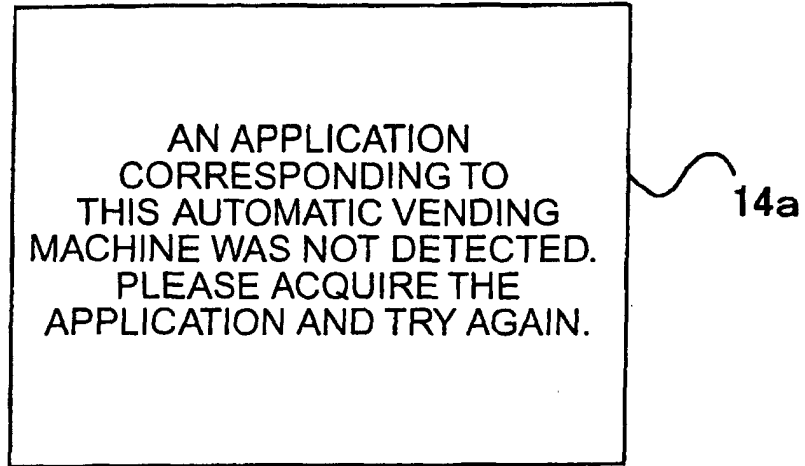 AN APPLICATION
CORRESPONDING TO
THIS AUTOMATIC VENDING
MACHINE WAS NOT DETECTED.
PLEASE ACQUIRE THE
APPLICATION AND TRY AGAIN.
14a